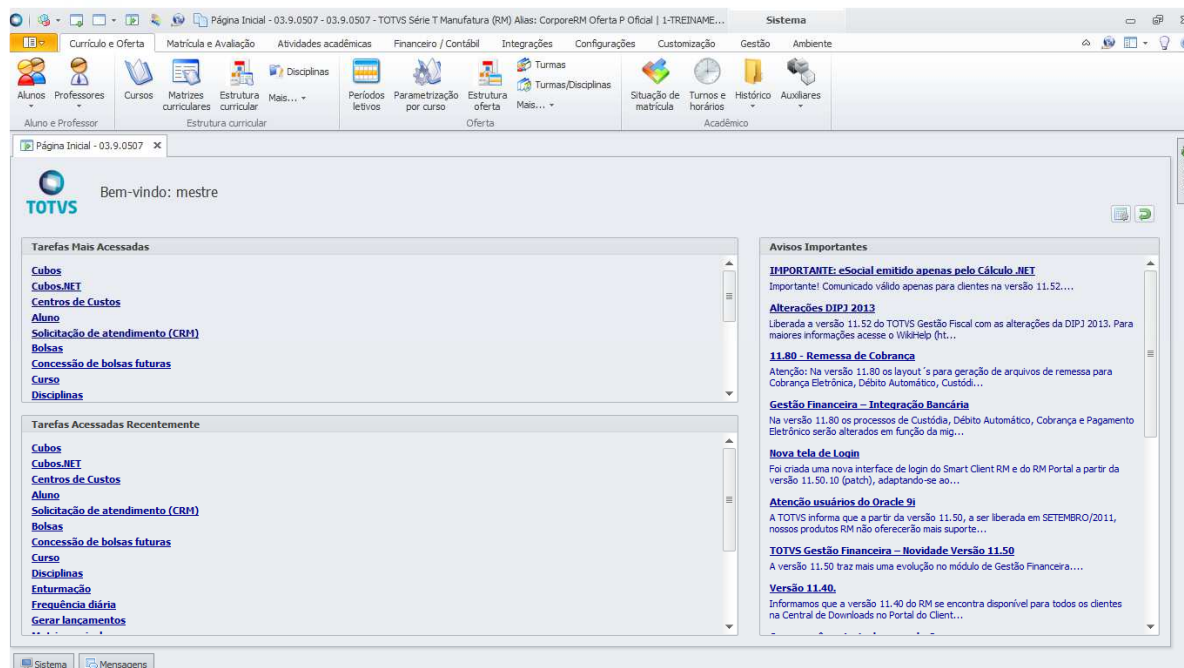 Página Inicial - 03.9.0507 - 03.9.0507 - TOTVS Série T Manufatura (RM) Alias: CorporeRM Oferta P Oficial | 1-TREINAME...
Sistema
Currículo e Oferta
Matrícula e Avaliação
Atividades acadêmicas
Financeiro / Contábil
Integrações
Configurações
Customização
Gestão
Ambiente
Alunos
Professores
Aluno e Professor
Cursos
Matrizes curriculares
Estrutura curricular
Disciplinas
Mais...
Estrutura curricular
Períodos letivos
Parametrização por curso
Estrutura oferta
Turmas
Turmas/Disciplinas
Mais...
Oferta
Situação de matrícula
Turnos e horários
Histórico
Auxiliares
Acadêmico
Página Inicial - 03.9.0507
TOTVS
Bem-vindo: mestre
Tarefas Mais Acessadas
Cubos
Cubos.NET
Centros de Custos
Aluno
Solicitação de atendimento (CRM)
Bolsas
Concessão de bolsas futuras
Curso
Disciplinas
Tarefas Acessadas Recentemente
Cubos
Cubos.NET
Centros de Custos
Aluno
Solicitação de atendimento (CRM)
Bolsas
Concessão de bolsas futuras
Curso
Disciplinas
Enturmação
Frequência diária
Gerar lançamentos
Avisos Importantes
IMPORTANTE: eSocial emitido apenas pelo Cálculo .NET
Importante! Comunicado válido apenas para clientes na versão 11.52....
Alterações DIPJ 2013
Liberada a versão 11.52 do TOTVS Gestão Fiscal com as alterações da DIPJ 2013. Para
maiores informações acesse o WikiHelp (ht...
11.80 - Remessa de Cobrança
Atenção: Na versão 11.80 os layout´s para geração de arquivos de remessa para
Cobrança Eletrônica, Débito Automático, Custódi...
Gestão Financeira – Integração Bancária
Na versão 11.80 os processos de Custódia, Débito Automático, Cobrança e Pagamento
Eletrônico serão alterados em função da mig...
Nova tela de Login
Foi criada uma nova interface de login do Smart Client RM e do RM Portal a partir da
versão 11.50.10 (patch), adaptando-se ao...
Atenção usuários do Oracle 9i
A TOTVS informa que a partir da versão 11.50, a ser liberada em SETEMBRO/2011,
nossos produtos RM não oferecerão mais suporte...
TOTVS Gestão Financeira – Novidade Versão 11.50
A versão 11.50 traz mais uma evolução no módulo de Gestão Financeira....
Versão 11.40.
Informamos que a versão 11.40 do RM se encontra disponível para todos os clientes
na Central de Downloads no Portal do Client...
Sistema
Mensagens